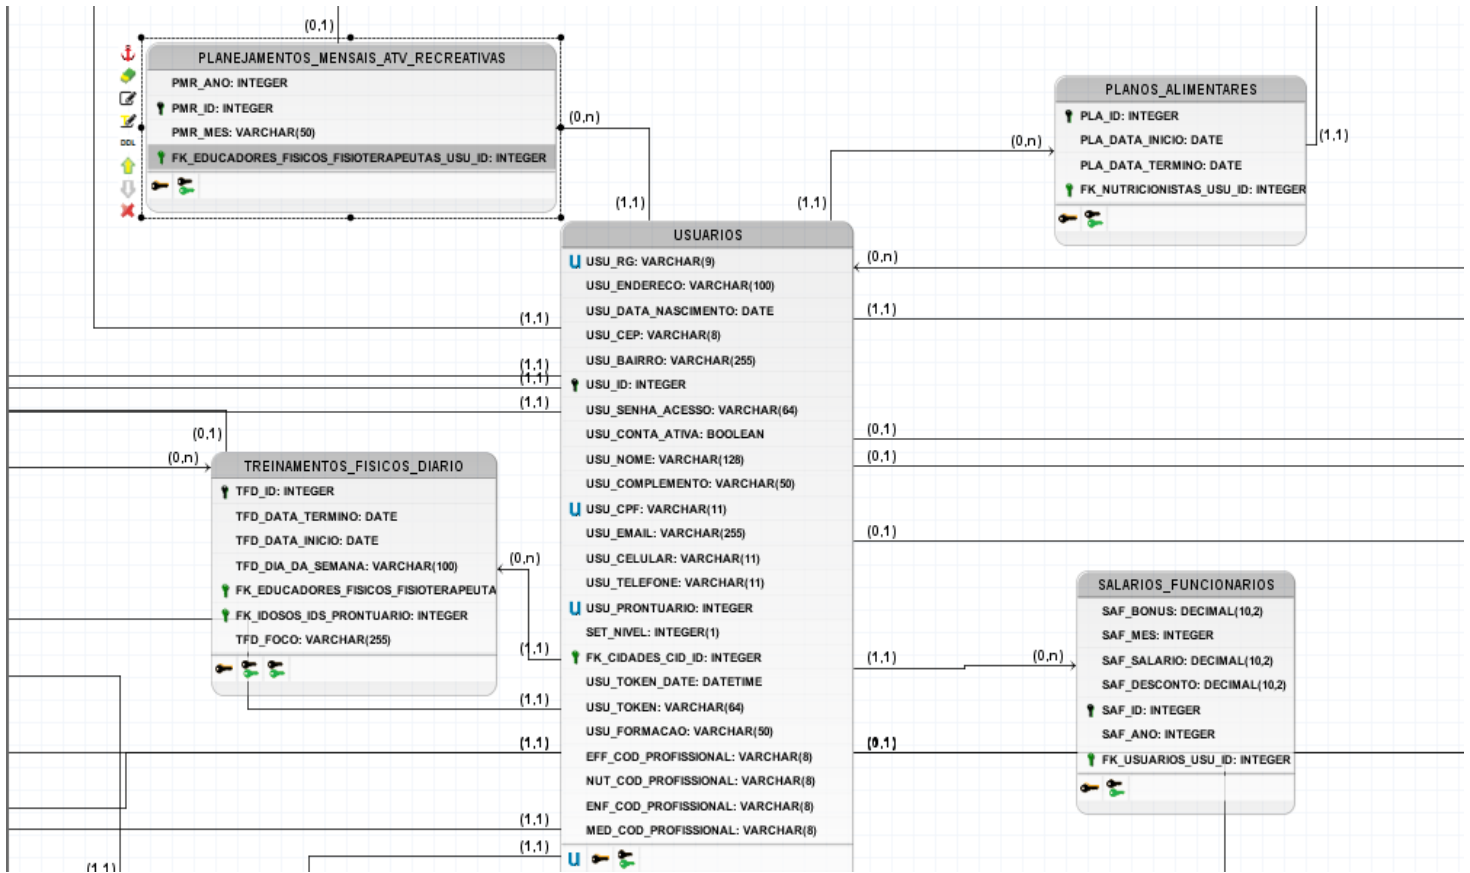 (0,1)
PLANEJAMENTOS_MENSAIS_ATV_RECREATIVAS
PMR_ANO: INTEGER
PMR_ID: INTEGER
PMR_MES: VARCHAR(50)
FK_EDUCADORES_FISICOS_FISIOTERAPEUTAS_USU_ID: INTEGER
DDL
(0,n)
(1,1)
(1,1)
(0,n)
PLANOS_ALIMENTARES
PLA_ID: INTEGER
PLA_DATA_INICIO: DATE
PLA_DATA_TERMINO: DATE
FK_NUTRICIONISTAS_USU_ID: INTEGER
(1,1)
USUARIOS
U USU_RG: VARCHAR(9)
USU_ENDERECO: VARCHAR(100)
USU_DATA_NASCIMENTO: DATE
USU_CEP: VARCHAR(8)
USU_BAIRRO: VARCHAR(255)
USU_ID: INTEGER
USU_SENHA_ACESSO: VARCHAR(64)
USU_CONTA_ATIVA: BOOLEAN
USU_NOME: VARCHAR(128)
USU_COMPLEMENTO: VARCHAR(50)
U USU_CPF: VARCHAR(11)
USU_EMAIL: VARCHAR(255)
USU_CELULAR: VARCHAR(11)
USU_TELEFONE: VARCHAR(11)
U USU_PRONTUARIO: INTEGER
SET_NIVEL: INTEGER(1)
FK_CIDADES_CID_ID: INTEGER
USU_TOKEN_DATE: DATETIME
USU_TOKEN: VARCHAR(64)
USU_FORMACAO: VARCHAR(50)
EFF_COD_PROFISSIONAL: VARCHAR(8)
NUT_COD_PROFISSIONAL: VARCHAR(8)
ENF_COD_PROFISSIONAL: VARCHAR(8)
MED_COD_PROFISSIONAL: VARCHAR(8)
U
(1,1)
(1,1)
(1,1)
(1,1)
(0,n)
(1,1)
(1,1)
(1,1)
(1,1)
(1,1)
(0,n)
(1,1)
(0,1)
(0,1)
(0,1)
(1,1)
(0,n)
(0,1)
(0,n)
TREINAMENTOS_FISICOS_DIARIO
TFD_ID: INTEGER
TFD_DATA_TERMINO: DATE
TFD_DATA_INICIO: DATE
TFD_DIA_DA_SEMANA: VARCHAR(100)
FK_EDUCADORES_FISICOS_FISIOTERAPEUTA
FK_IDOSOS_IDS_PRONTUARIO: INTEGER
TFD_FOCO: VARCHAR(255)
(1,1)
SALARIOS_FUNCIONARIOS
SAF_BONUS: DECIMAL(10,2)
SAF_MES: INTEGER
SAF_SALARIO: DECIMAL(10,2)
SAF_DESCONTO: DECIMAL(10,2)
SAF_ID: INTEGER
SAF_ANO: INTEGER
FK_USUARIOS_USU_ID: INTEGER